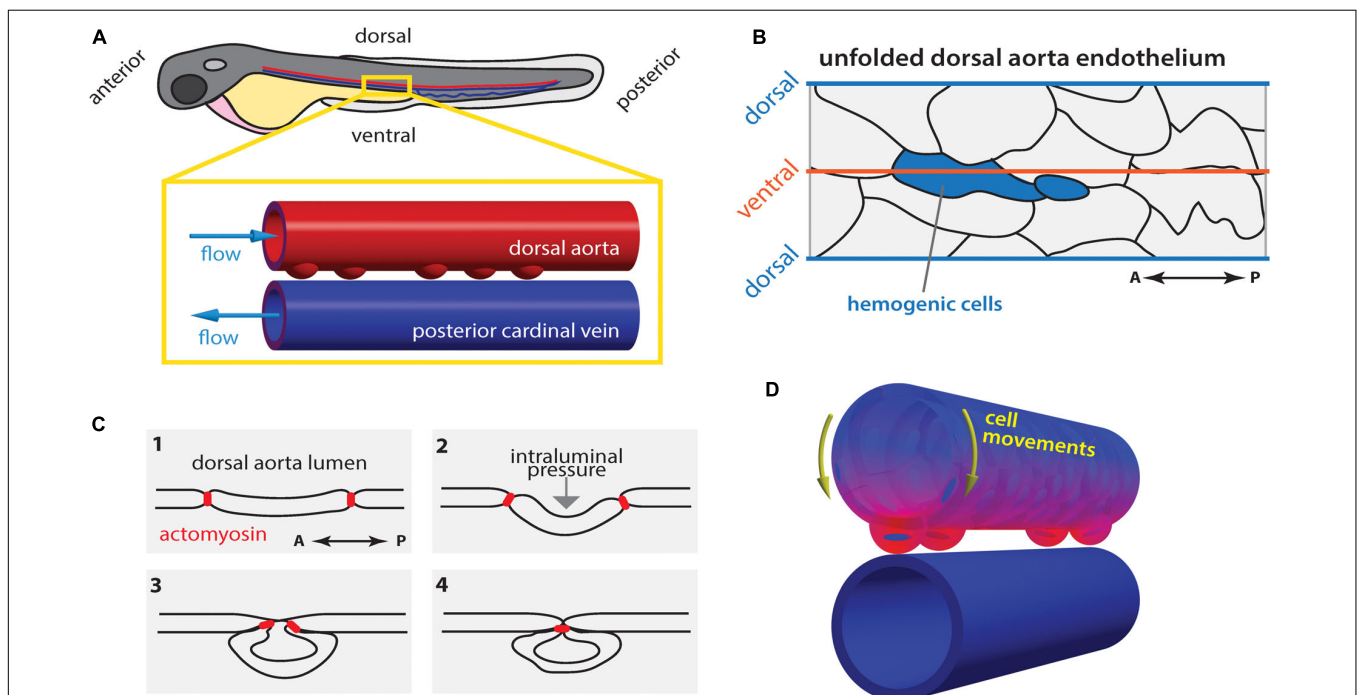 A
dorsal
anterior
posterior
ventral
flow
dorsal aorta
flow
posterior cardinal vein
B
unfolded dorsal aorta endothelium
dorsal
ventral
dorsal
A P
hemogenic cells
C
1
dorsal aorta lumen
actomyosin
A P
2
intraluminal
pressure
3
4
D
cell
movements